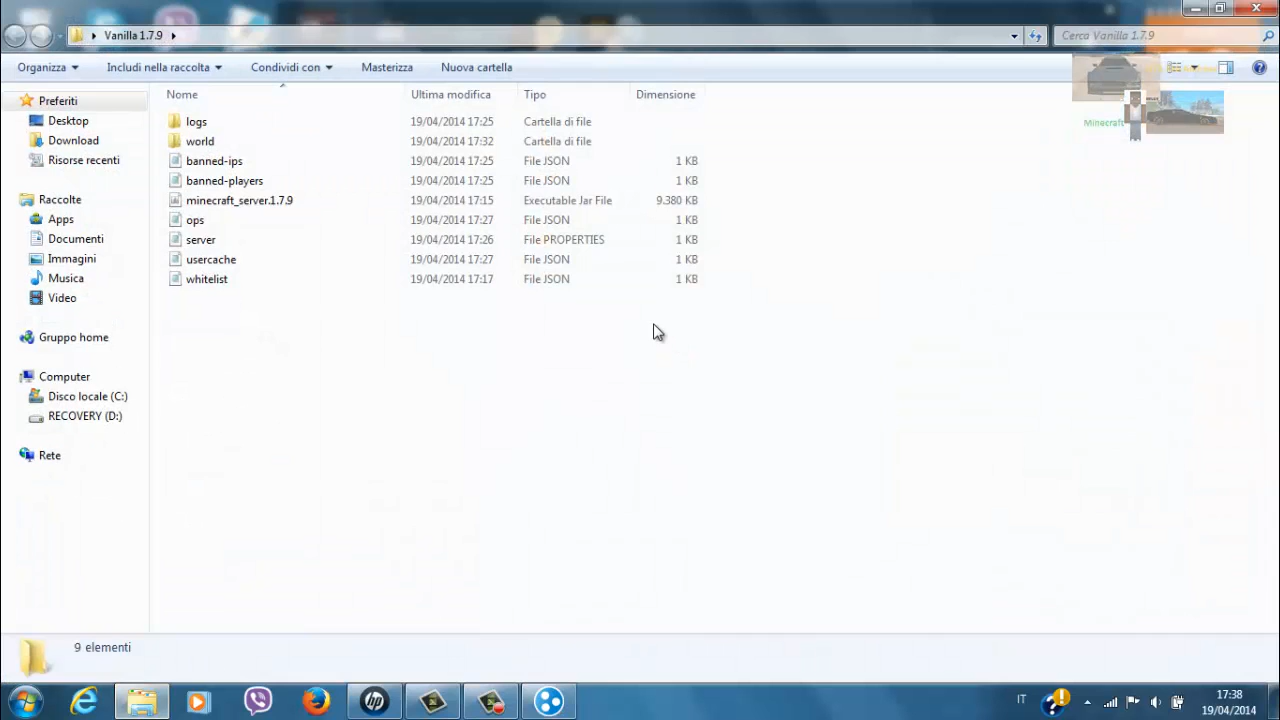 Vanilla 1.7.9
Cerca Vanilla 1.7.9
Organizza Includi nella raccolta Condividi con Masterizza Nuova cartella
Nome Ultima modifica Tipo Dimensione
Preferiti
Desktop
Download
Risorse recenti
Raccolte
Apps
Documenti
Immagini
Musica
Video
Gruppo home
Computer
Disco locale (C:)
RECOVERY (D:)
Rete
logs 19/04/2014 17:25 Cartella di file
world 19/04/2014 17:32 Cartella di file
banned-ips 19/04/2014 17:25 File JSON 1 KB
banned-players 19/04/2014 17:25 File JSON 1 KB
minecraft_server.1.7.9 19/04/2014 17:15 Executable Jar File 9.380 KB
ops 19/04/2014 17:27 File JSON 1 KB
server 19/04/2014 17:26 File PROPERTIES 1 KB
usercache 19/04/2014 17:27 File JSON 1 KB
whitelist 19/04/2014 17:17 File JSON 1 KB
Minecraft
9 elementi
hp
IT
17:38
19/04/2014